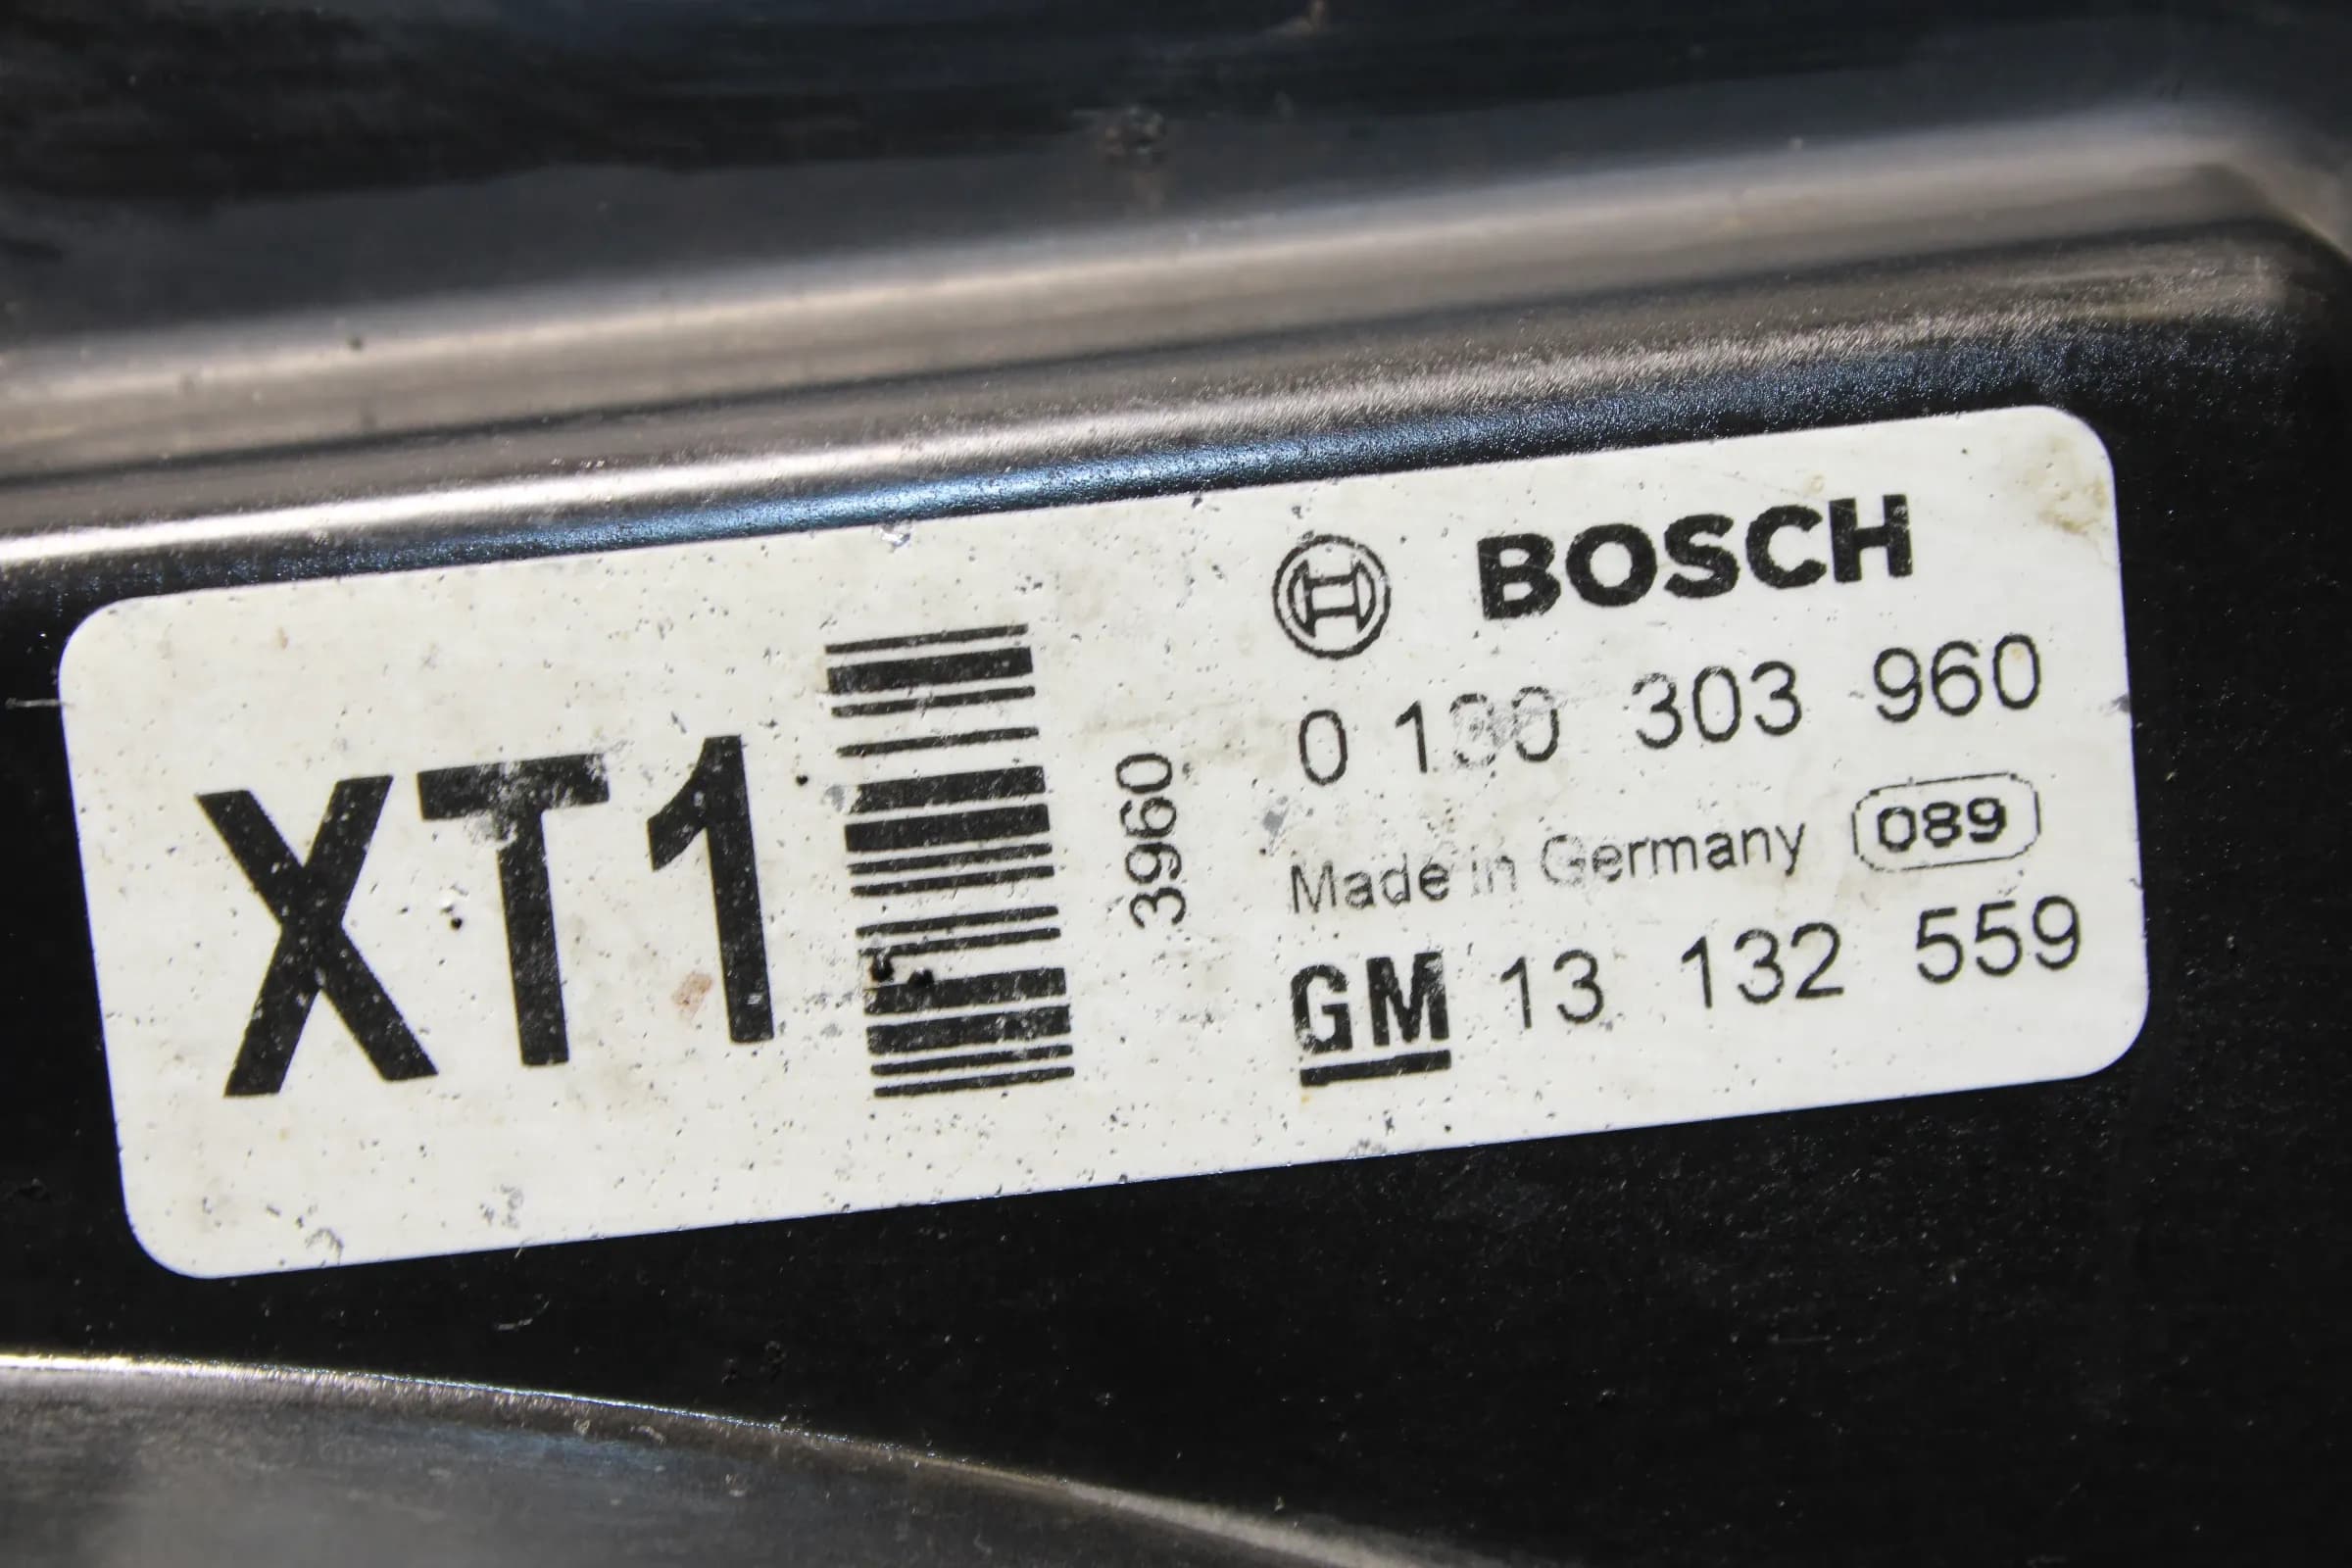 XT1
3960
BOSCH
0 130 303 960
Made in Germany 089
GM 13 132 559